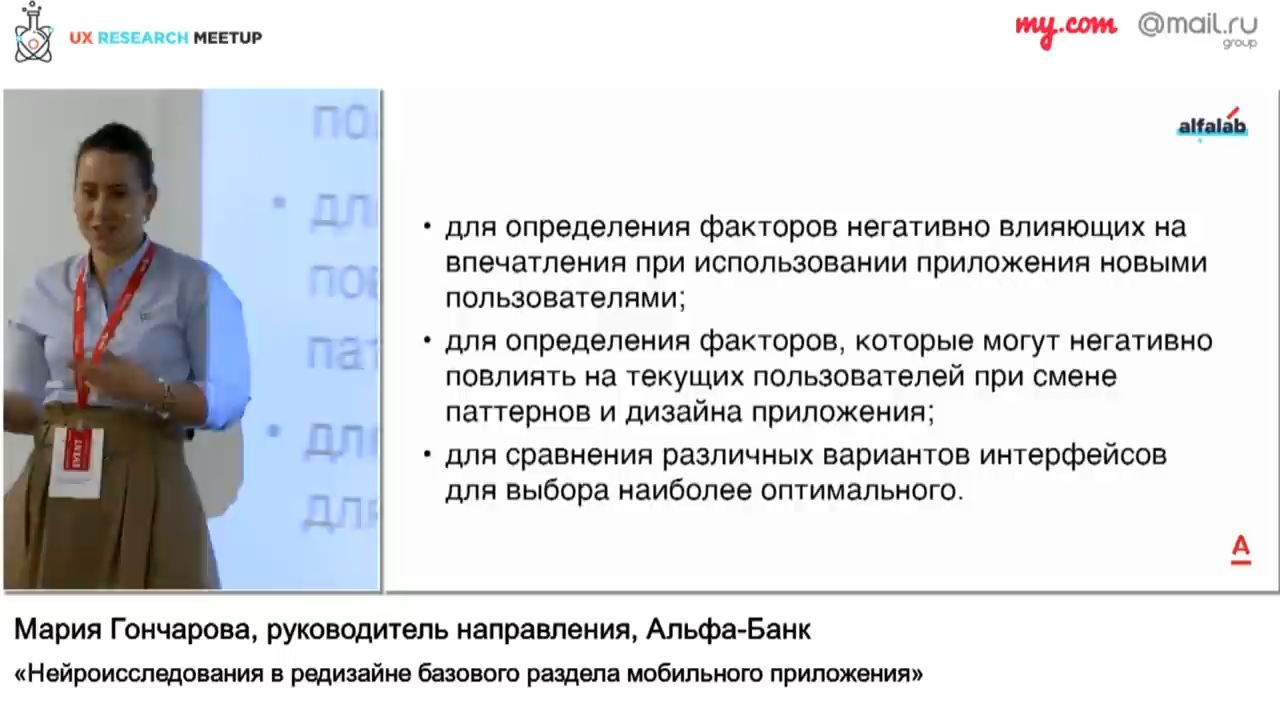 UX RESEARCH MEETUP
my.com @mail.ru
group
alfalab
• для определения факторов негативно влияющих на
впечатления при использовании приложения новыми
пользователями;
• для определения факторов, которые могут негативно
повлиять на текущих пользователей при смене
паттернов и дизайна приложения;
• для сравнения различных вариантов интерфейсов
для выбора наиболее оптимального.
А
EVENT
Мария Гончарова, руководитель направления, Альфа-Банк
«Нейроисследования в редизайне базового раздела мобильного приложения»